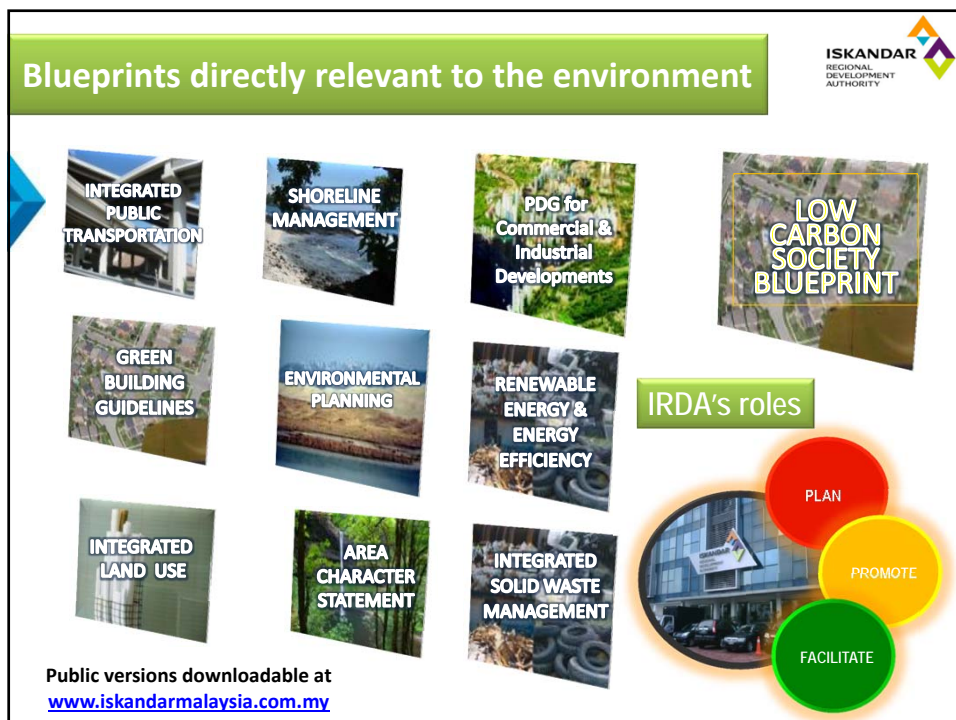 Blueprints directly relevant to the environment
ISKANDAR
REGIONAL
DEVELOPMENT
AUTHORITY
INTEGRATED
PUBLIC
TRANSPORTATION
SHORELINE
MANAGEMENT
PDG for
Commercial &
Industrial
Developments
LOW
CARBON
SOCIETY
BLUEPRINT
GREEN
BUILDING
GUIDELINES
ENVIRONMENTAL
PLANNING
RENEWABLE
ENERGY &
ENERGY
EFFICIENCY
IRDA's roles
INTEGRATED
LAND USE
AREA
CHARACTER
STATEMENT
INTEGRATED
SOLID WASTE
MANAGEMENT
ISKANDAR
PLAN
PROMOTE
FACILITATE
Public versions downloadable at
www.iskandarmalaysia.com.my